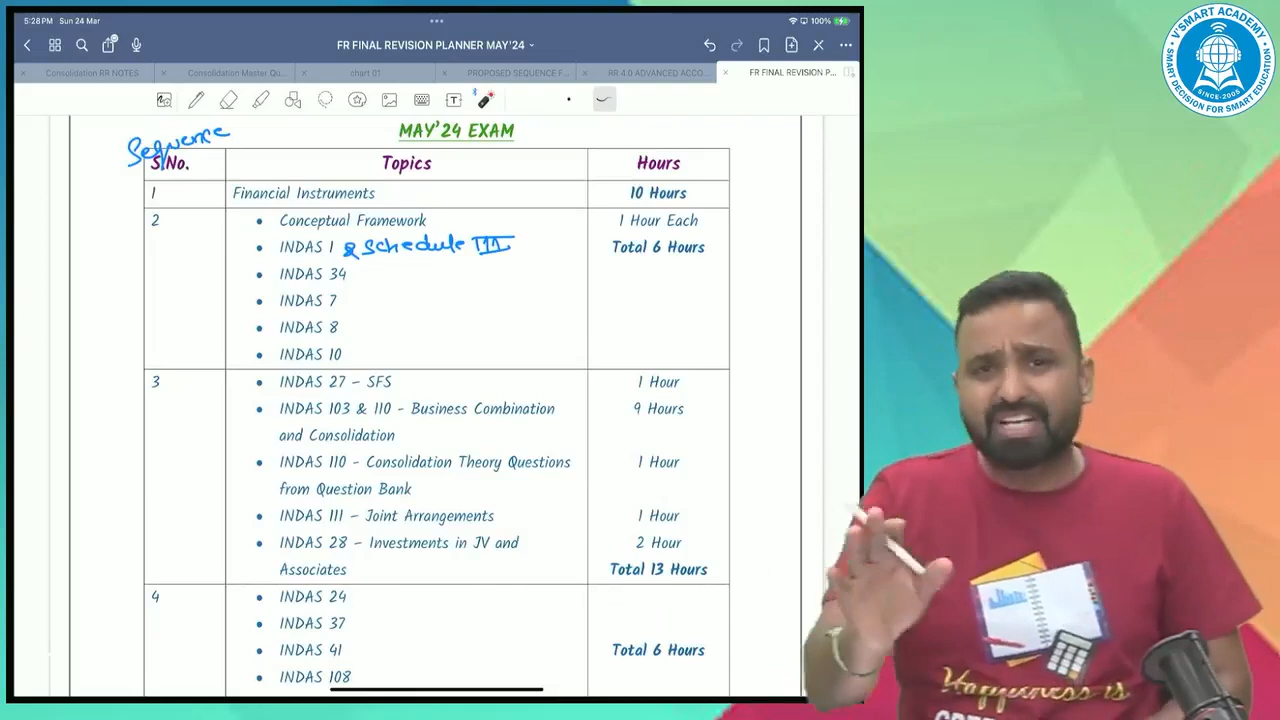 5:28 PM Sun 24 Mar
100%
FR FINAL REVISION PLANNER MAY'24
Consolidation RR NOTES
Consolidation Master Qu...
chart 01
PROPOSED SEQUENCE F...
RR 4.0 ADVANCED ACCO...
FR FINAL REVISION P...
MAY'24 EXAM
Sequence
S.No. Topics Hours
1 Financial Instruments 10 Hours
2 • Conceptual Framework 1 Hour Each
• INDAS 1 & Schedule III Total 6 Hours
• INDAS 34
• INDAS 7
• INDAS 8
• INDAS 10
3 • INDAS 27 – SFS 1 Hour
• INDAS 103 & 110 - Business Combination 9 Hours
and Consolidation
• INDAS 110 - Consolidation Theory Questions 1 Hour
from Question Bank
• INDAS 111 - Joint Arrangements 1 Hour
• INDAS 28 – Investments in JV and 2 Hour
Associates Total 13 Hours
4 • INDAS 24
• INDAS 37
• INDAS 41 Total 6 Hours
• INDAS 108
V'SMART ACADEMY
SINCE-2005
SMART DECISION FOR SMART EDUCATION
Happiness is